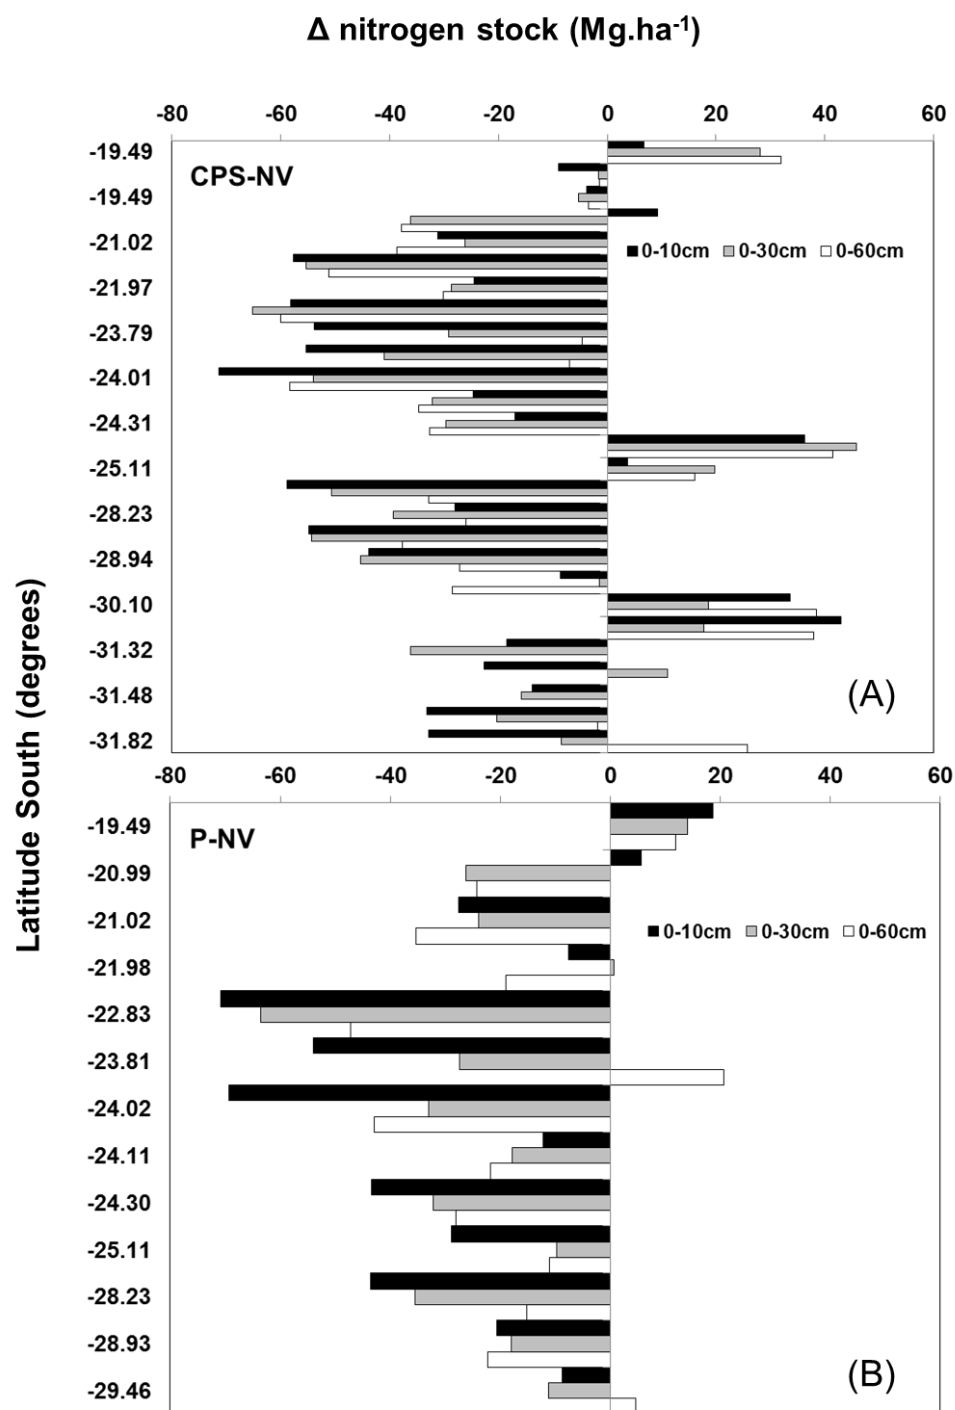 Δ nitrogen stock (Mg.ha-1)
-80 -60 -40 -20 0 20 40 60
CPS-NV
-19.49
-19.49
-21.02
0-10cm 0-30cm 0-60cm
-21.97
-23.79
-24.01
-24.31
-25.11
-28.23
-28.94
-30.10
-31.32
-31.48
(A)
-31.82
Latitude South (degrees)
-80 -60 -40 -20 0 20 40 60
P-NV
-19.49
-20.99
-21.02
0-10cm 0-30cm 0-60cm
-21.98
-22.83
-23.81
-24.02
-24.11
-24.30
-25.11
-28.23
-28.93
(B)
-29.46